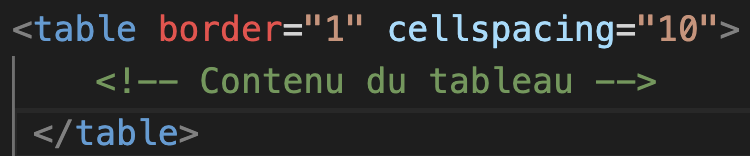 <table border="1" cellspacing="10">
<!-- Contenu du tableau -->
</table>